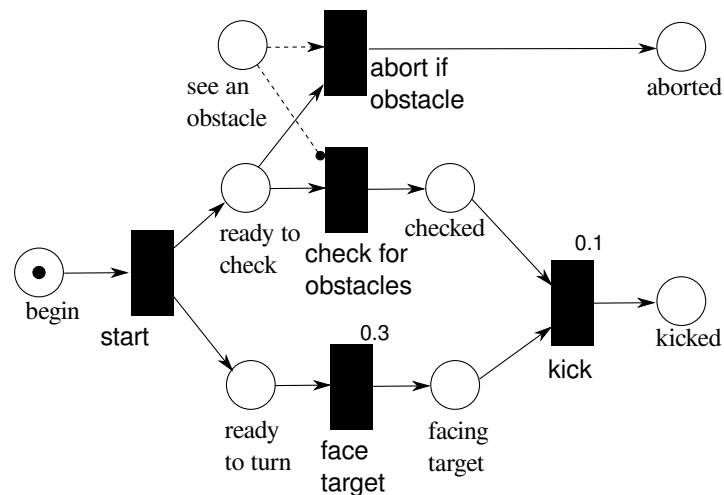 see an
obstacle
abort if
obstacle
aborted
ready to
check
check for
obstacles
checked
0.1
begin
start
kick
kicked
0.3
ready
to turn
face
target
facing
target